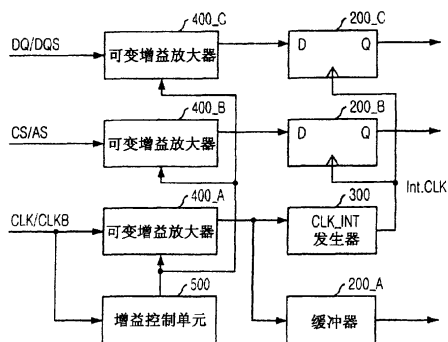 400_C
200_C
DQ/DQS
可变增益放大器
D
Q
400_B
200_B
CS/AS
可变增益放大器
D
Q
Int.CLK
400_A
300
CLK/CLKB
可变增益放大器
CLK_INT
发生器
500
200_A
增益控制单元
缓冲器